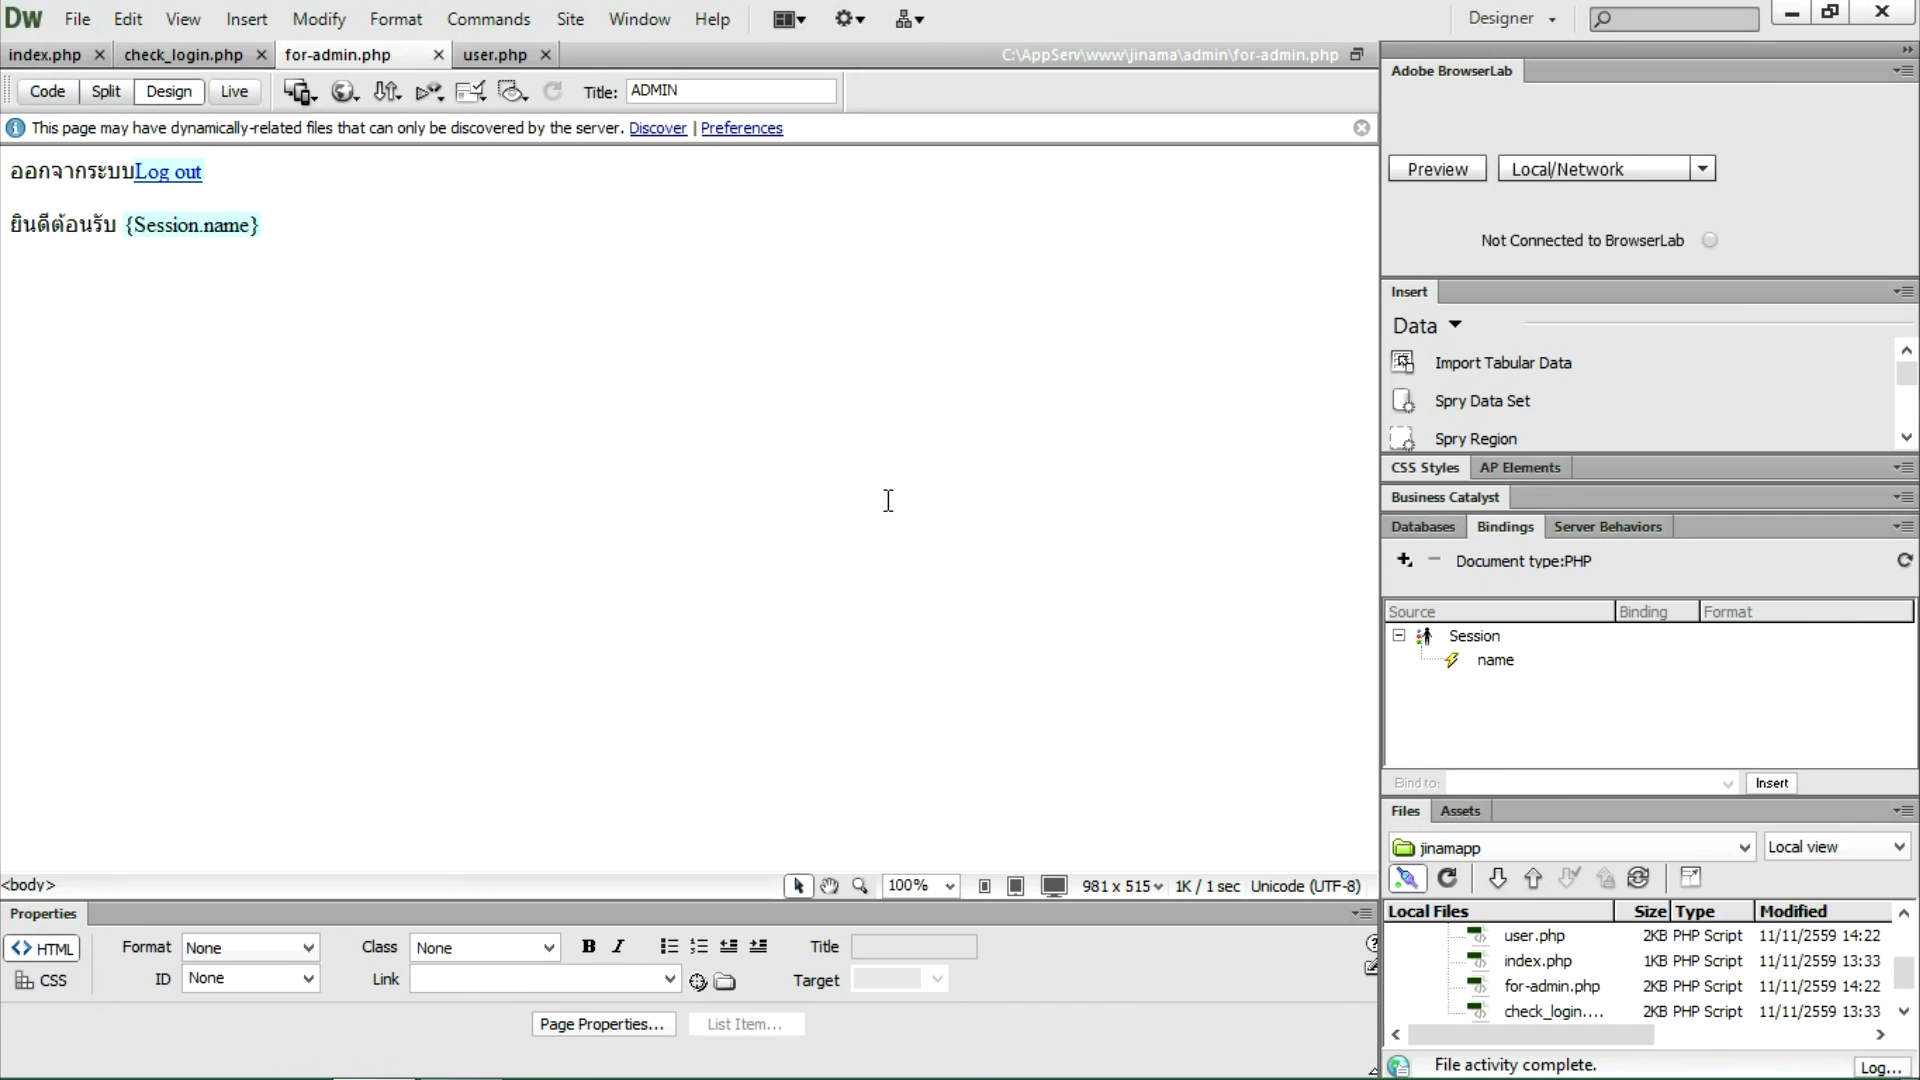 Dw File Edit View Insert Modify Format Commands Site Window Help Designer
index.php check_login.php for-admin.php user.php C:\AppServ\www\jinama\admin\for-admin.php
Code Split Design Live Title: ADMIN
This page may have dynamically-related files that can only be discovered by the server. Discover | Preferences
ออกจากระบบLog out
ยินดีต้อนรับ {Session.name}
<body> 100% 981 x 515 1K / 1 sec Unicode (UTF-8)
Properties
<> HTML Format None Class None B I Title
CSS ID None Link Target
Page Properties... List Item...
Adobe BrowserLab
Preview Local/Network
Not Connected to BrowserLab
Insert
Data
Import Tabular Data
Spry Data Set
Spry Region
CSS Styles AP Elements
Business Catalyst
Databases Bindings Server Behaviors
Document type:PHP
Source Binding Format
Session
name
Bind to: Insert
Files Assets
jinamapp Local view
Local Files Size Type Modified
user.php 2KB PHP Script 11/11/2559 14:22
index.php 1KB PHP Script 11/11/2559 13:33
for-admin.php 2KB PHP Script 11/11/2559 14:22
check_login.... 2KB PHP Script 11/11/2559 13:33
File activity complete. Log...